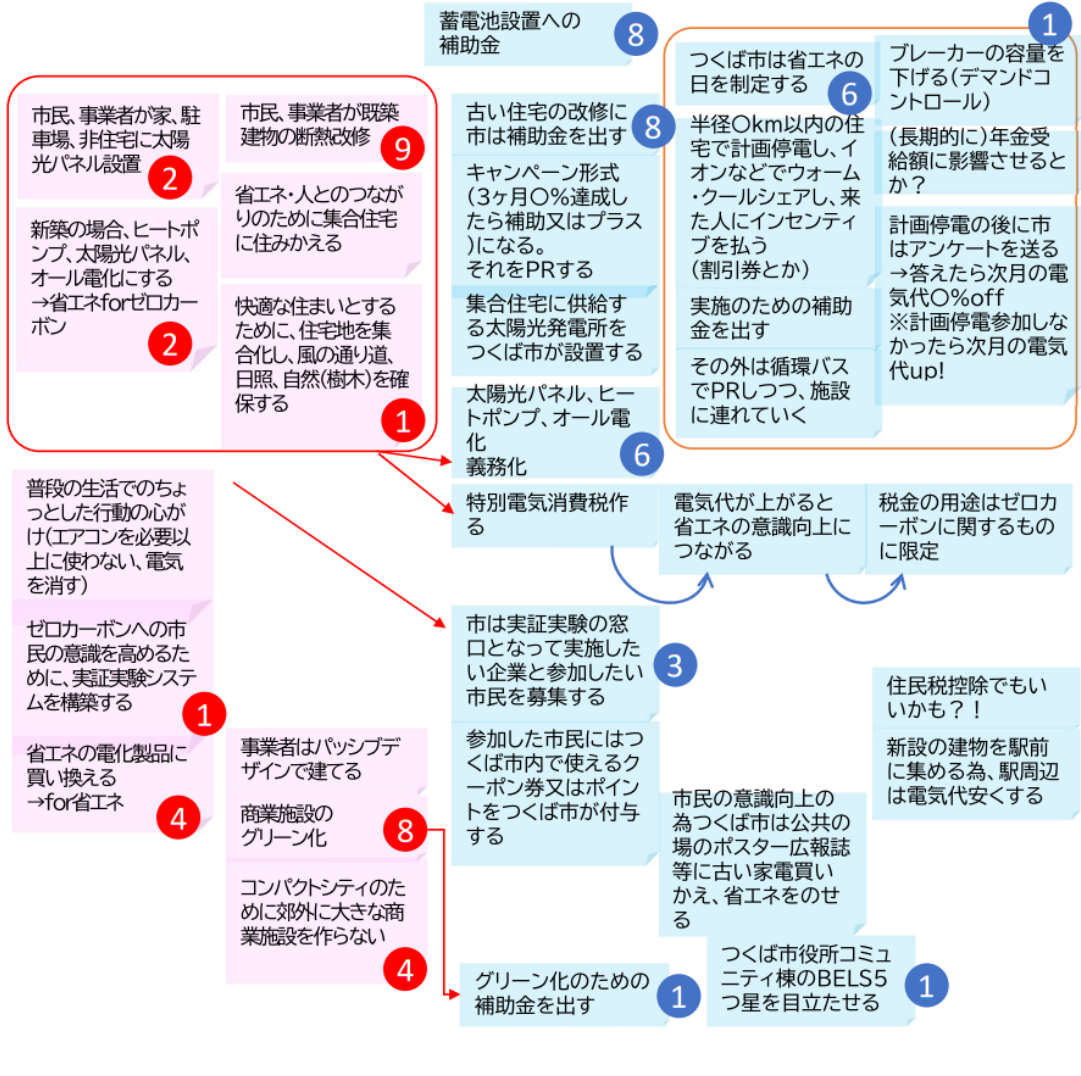 蓄電池設置への
補助金
8
1
つくば市は省エネの
日を制定する
6
ブレーカーの容量を
下げる(デマンドコ
ントロール)
市民、事業者が家、駐
車場、非住宅に太陽
光パネル設置
2
市民、事業者が既築
建物の断熱改修
9
古い住宅の改修に
市は補助金を出す
8
半径〇km以内の住
宅で計画停電し、イ
オンなどでウォーム
・クールシェアし、来
た人にインセンティ
ブを払う
(割引券とか)
(長期的に)年金受
給額に影響させると
か?
省エネ・人とのつなが
りのために集合住宅
に住みかえる
キャンペーン形式
(3ヶ月〇%達成し
たら補助又はプラス
)になる。
それをPRする
新築の場合、ヒートポ
ンプ、太陽光パネル、
オール電化にする
→省エネforゼロカー
ボン
2
計画停電の後に市
はアンケートを送る
→答えたら次月の電
気代〇%off
※計画停電参加しな
かったら次月の電気
代up!
快適な住まいとする
ために、住宅地を集
合化し、風の通り道、
日照、自然(樹木)を確
保する
1
集合住宅に供給す
る太陽光発電所を
つくば市が設置する
実施のための補助
金を出す
その外は循環バス
でPRしつつ、施設
に連れていく
太陽光パネル、ヒー
トポンプ、オール電
化
義務化
6
普段の生活でのちょ
っとした行動の心が
け(エアコンを必要以
上に使わない、電気
を消す)
特別電気消費税作
る
電気代が上がると
省エネの意識向上に
つながる
税金の用途はゼロカ
ーボンに関するもの
に限定
ゼロカーボンへの市
民の意識を高めるた
めに、実証実験システ
ムを構築する
1
市は実証実験の窓
口となって実施した
い企業と参加したい
市民を募集する
3
住民税控除でもい
いかも?!
省エネの電化製品に
買い換える
→for省エネ
4
事業者はパッシブデ
ザインで建てる
参加した市民にはつ
くば市内で使えるク
ーポン券又はポイン
トをつくば市が付与
する
新設の建物を駅前
に集める為、駅周辺
は電気代安くする
商業施設の
グリーン化
8
市民の意識向上の
為つくば市は公共の
場のポスター広報誌
等に古い家電買い
かえ、省エネをのせ
る
コンパクトシティのた
めに郊外に大きな商
業施設を作らない
4
グリーン化のための
補助金を出す
1
つくば市役所コミュ
ニティ棟のBELS5
つ星を目立たせる
1